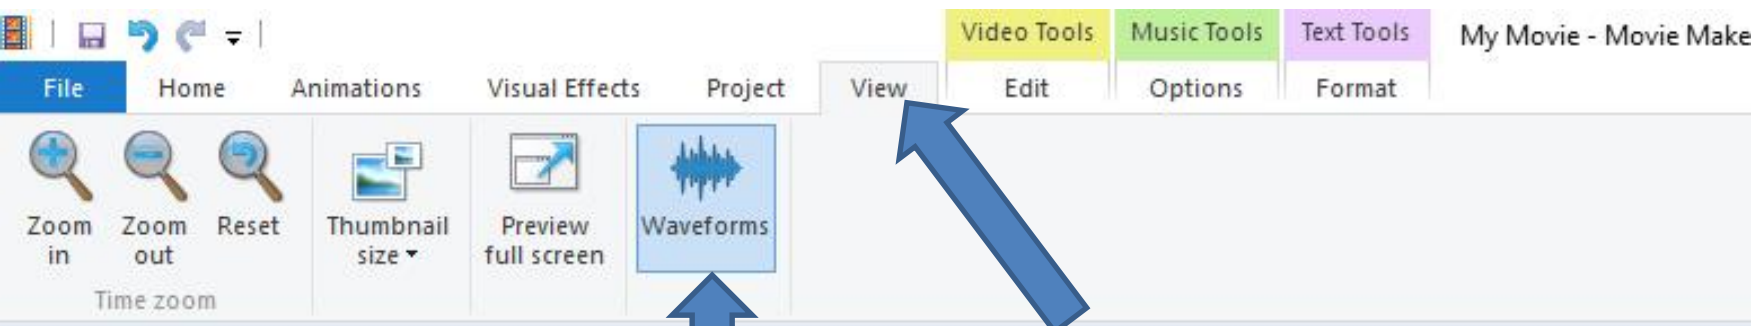 Video Tools Music Tools Text Tools My Movie - Movie Make
File Home Animations Visual Effects Project View Edit Options Format
Zoom in
Zoom out
Reset
Thumbnail size
Preview full screen
Waveforms
Time zoom